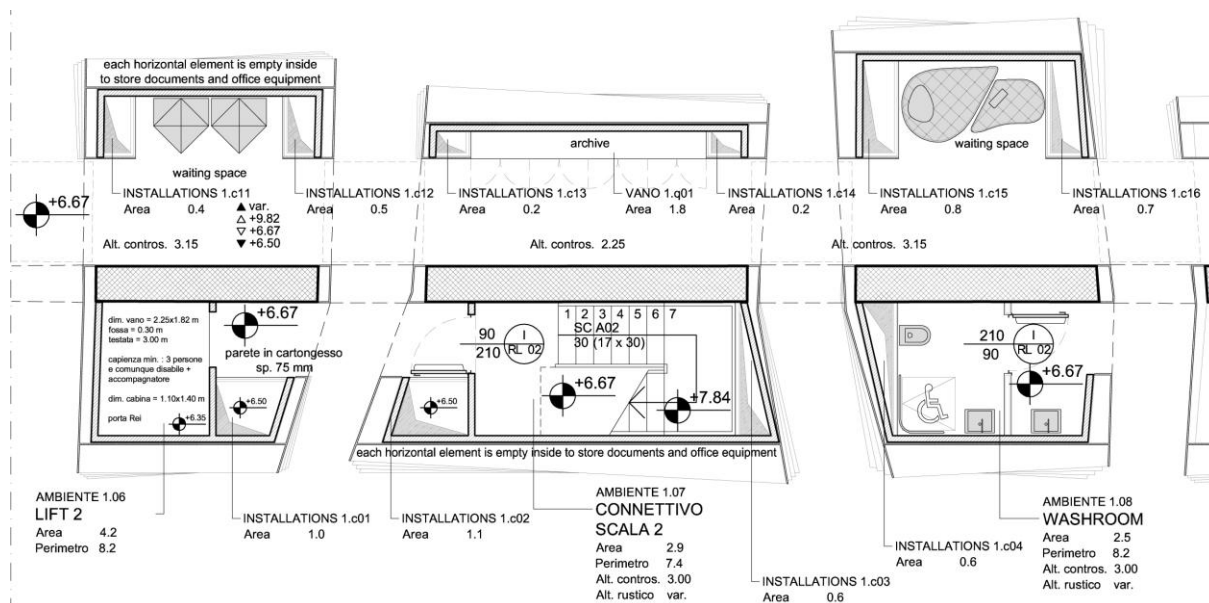 each horizontal element is empty inside
to store documents and office equipment
waiting space
archive
waiting space
INSTALLATIONS 1.c11
Area 0.4
INSTALLATIONS 1.c12
Area 0.5
INSTALLATIONS 1.c13
Area 0.2
VANO 1.q01
Area 1.8
INSTALLATIONS 1.c14
Area 0.2
INSTALLATIONS 1.c15
Area 0.8
INSTALLATIONS 1.c16
Area 0.7
+6.67
var.
+9.82
+6.67
+6.50
Alt. contros. 3.15
Alt. contros. 2.25
Alt. contros. 3.15
dim. vano = 2.25x1.82 m
fossa = 0.30 m
testata = 3.00 m
capienza min. : 3 persone
e comunque disabile +
accompagnatore
dim. cabina = 1.10x1.40 m
porta Rei
+6.35
+6.67
parete in cartongesso
sp. 75 mm
+6.50
90
210
I
RL 02
+6.50
1 2 3 4 5 6 7
SC A02
30 (17 x 30)
+6.67
+7.84
210
90
I
RL 02
+6.67
each horizontal element is empty inside to store documents and office equipment
AMBIENTE 1.06
LIFT 2
Area 4.2
Perimetro 8.2
INSTALLATIONS 1.c01
Area 1.0
INSTALLATIONS 1.c02
Area 1.1
AMBIENTE 1.07
CONNETTIVO
SCALA 2
Area 2.9
Perimetro 7.4
Alt. contros. 3.00
Alt. rustico var.
INSTALLATIONS 1.c03
Area 0.6
INSTALLATIONS 1.c04
Area 0.6
AMBIENTE 1.08
WASHROOM
Area 2.5
Perimetro 8.2
Alt. contros. 3.00
Alt. rustico var.